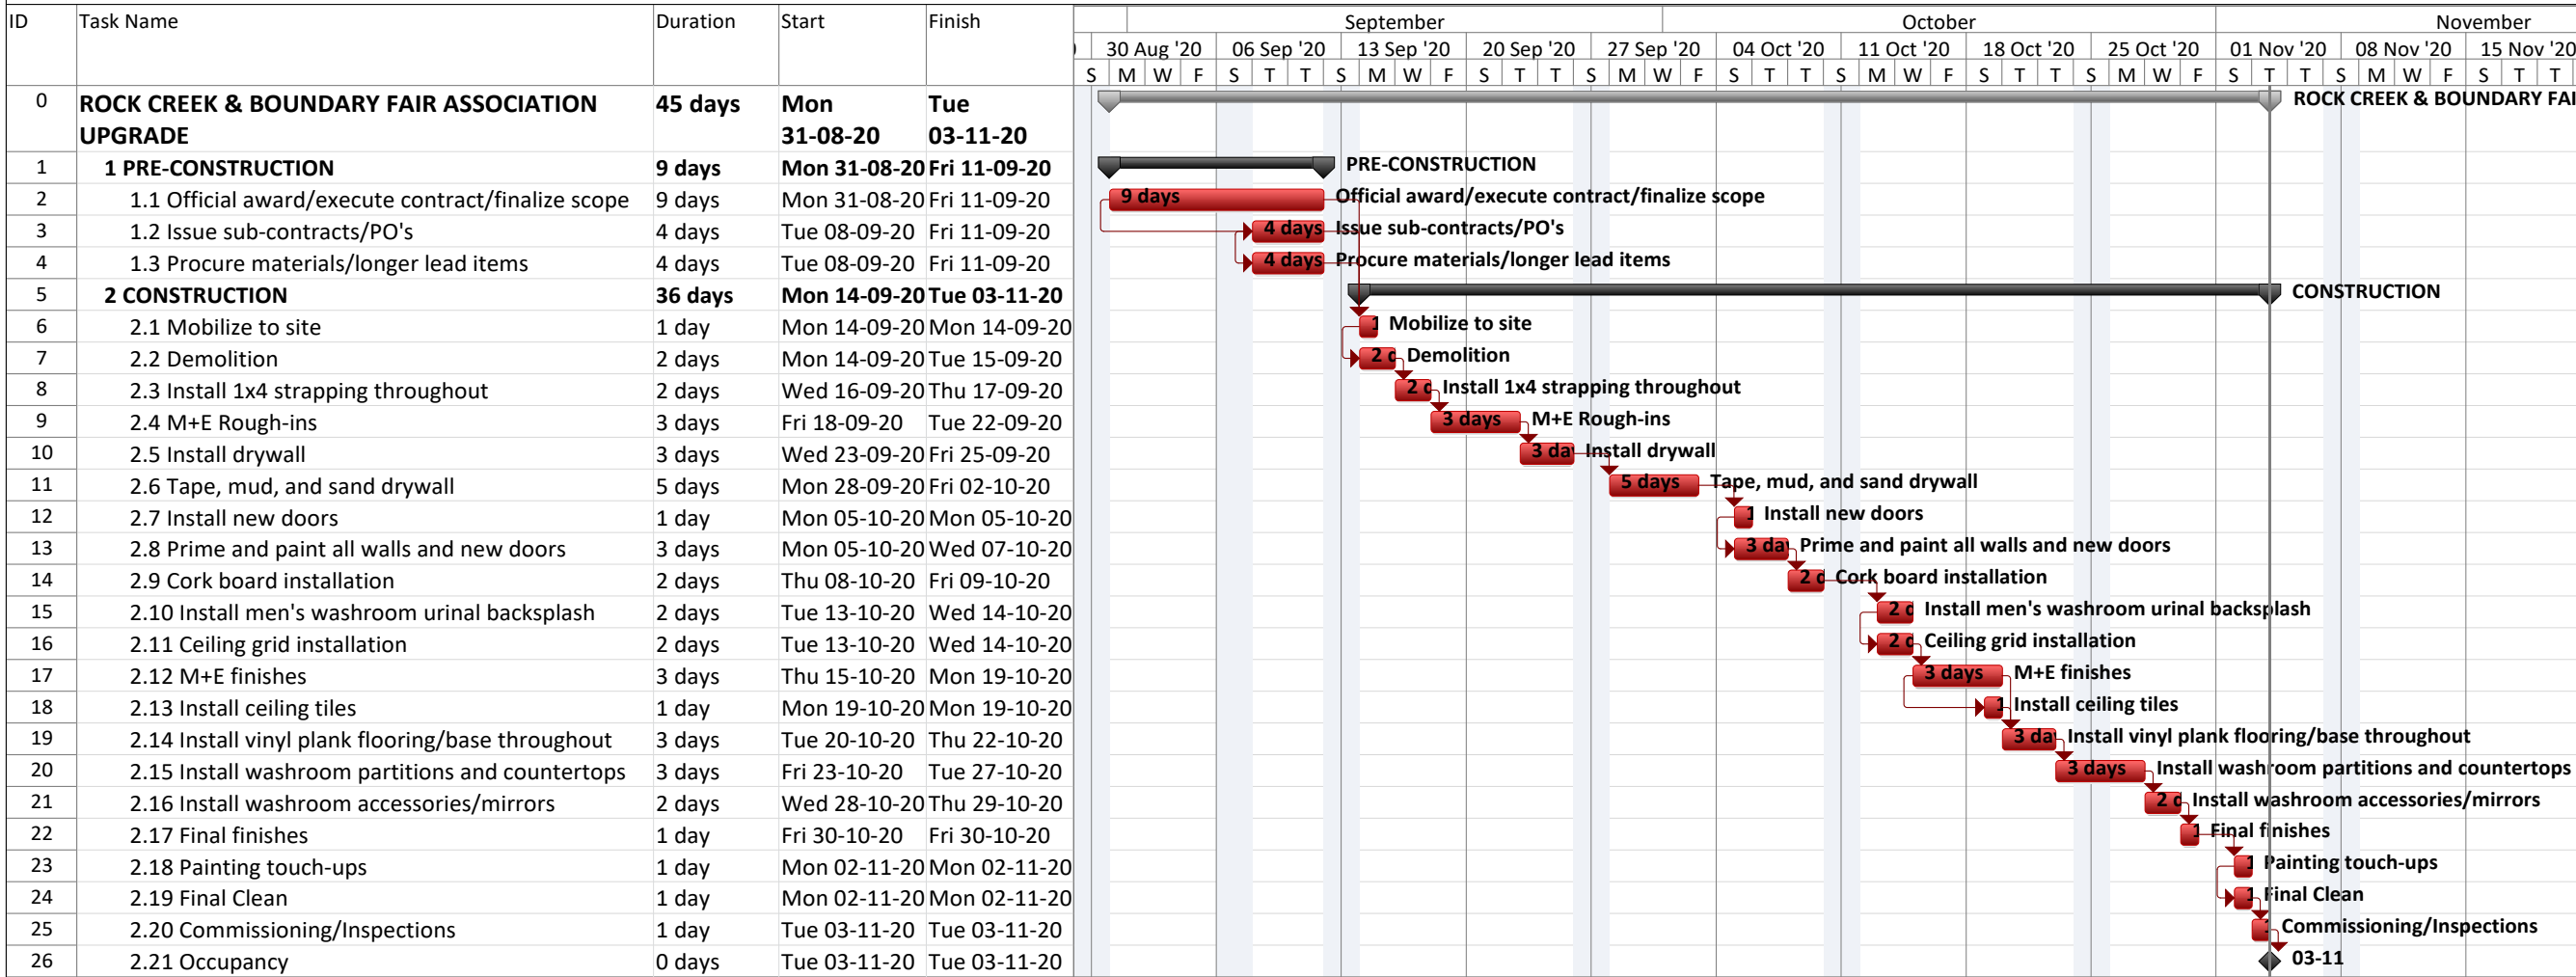 ID Task Name Duration Start Finish
September October November
30 Aug '20 06 Sep '20 13 Sep '20 20 Sep '20 27 Sep '20 04 Oct '20 11 Oct '20 18 Oct '20 25 Oct '20 01 Nov '20 08 Nov '20 15 Nov '20
S M W F S T T S M W F S T T S M W F S T T S M W F S T T S M W F S T T S M W F S T T
0 ROCK CREEK & BOUNDARY FAIR ASSOCIATION 45 days Mon Tue ROCK CREEK & BOUNDARY FAI
UPGRADE 31-08-20 03-11-20
1 1 PRE-CONSTRUCTION 9 days Mon 31-08-20 Fri 11-09-20 PRE-CONSTRUCTION
2 1.1 Official award/execute contract/finalize scope 9 days Mon 31-08-20 Fri 11-09-20 9 days Official award/execute contract/finalize scope
3 1.2 Issue sub-contracts/PO's 4 days Tue 08-09-20 Fri 11-09-20 4 days Issue sub-contracts/PO's
4 1.3 Procure materials/longer lead items 4 days Tue 08-09-20 Fri 11-09-20 4 days Procure materials/longer lead items
5 2 CONSTRUCTION 36 days Mon 14-09-20 Tue 03-11-20 CONSTRUCTION
6 2.1 Mobilize to site 1 day Mon 14-09-20 Mon 14-09-20 1 Mobilize to site
7 2.2 Demolition 2 days Mon 14-09-20 Tue 15-09-20 2 d Demolition
8 2.3 Install 1x4 strapping throughout 2 days Wed 16-09-20 Thu 17-09-20 2 d Install 1x4 strapping throughout
9 2.4 M+E Rough-ins 3 days Fri 18-09-20 Tue 22-09-20 3 days M+E Rough-ins
10 2.5 Install drywall 3 days Wed 23-09-20 Fri 25-09-20 3 da Install drywall
11 2.6 Tape, mud, and sand drywall 5 days Mon 28-09-20 Fri 02-10-20 5 days Tape, mud, and sand drywall
12 2.7 Install new doors 1 day Mon 05-10-20 Mon 05-10-20 1 Install new doors
13 2.8 Prime and paint all walls and new doors 3 days Mon 05-10-20 Wed 07-10-20 3 da Prime and paint all walls and new doors
14 2.9 Cork board installation 2 days Thu 08-10-20 Fri 09-10-20 2 d Cork board installation
15 2.10 Install men's washroom urinal backsplash 2 days Tue 13-10-20 Wed 14-10-20 2 d Install men's washroom urinal backsplash
16 2.11 Ceiling grid installation 2 days Tue 13-10-20 Wed 14-10-20 2 d Ceiling grid installation
17 2.12 M+E finishes 3 days Thu 15-10-20 Mon 19-10-20 3 days M+E finishes
18 2.13 Install ceiling tiles 1 day Mon 19-10-20 Mon 19-10-20 1 Install ceiling tiles
19 2.14 Install vinyl plank flooring/base throughout 3 days Tue 20-10-20 Thu 22-10-20 3 da Install vinyl plank flooring/base throughout
20 2.15 Install washroom partitions and countertops 3 days Fri 23-10-20 Tue 27-10-20 3 days Install washroom partitions and countertops
21 2.16 Install washroom accessories/mirrors 2 days Wed 28-10-20 Thu 29-10-20 2 d Install washroom accessories/mirrors
22 2.17 Final finishes 1 day Fri 30-10-20 Fri 30-10-20 1 Final finishes
23 2.18 Painting touch-ups 1 day Mon 02-11-20 Mon 02-11-20 1 Painting touch-ups
24 2.19 Final Clean 1 day Mon 02-11-20 Mon 02-11-20 1 Final Clean
25 2.20 Commissioning/Inspections 1 day Tue 03-11-20 Tue 03-11-20 1 Commissioning/Inspections
26 2.21 Occupancy 0 days Tue 03-11-20 Tue 03-11-20 03-11